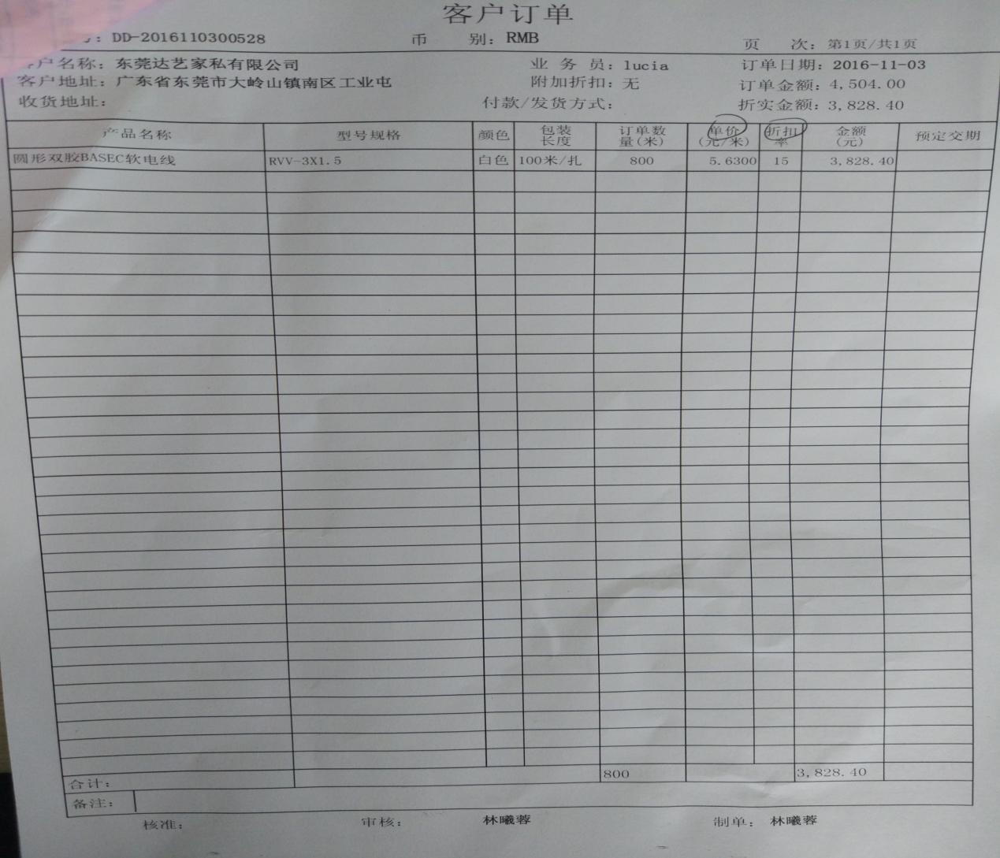 客户订单
: DD-2016110300528 币 别: RMB 页 次: 第1页/共1页
客户名称: 东莞达艺家私有限公司 业 务 员: lucia 订单日期: 2016-11-03
客户地址: 广东省东莞市大岭山镇南区工业屯 附加折扣: 无 订单金额: 4,504.00
收货地址: 付款/发货方式: 折实金额: 3,828.40
产品名称 型号规格 颜色 包装长度 订单数量(米) 单价(元/米) 折扣率 金额(元) 预定交期
圆形双胶BASEC软电线 RVV-3X1.5 白色 100米/扎 800 5.6300 15 3,828.40
合计: 800 3,828.40
备注:
核准: 审核: 林曦蓉 制单: 林曦蓉